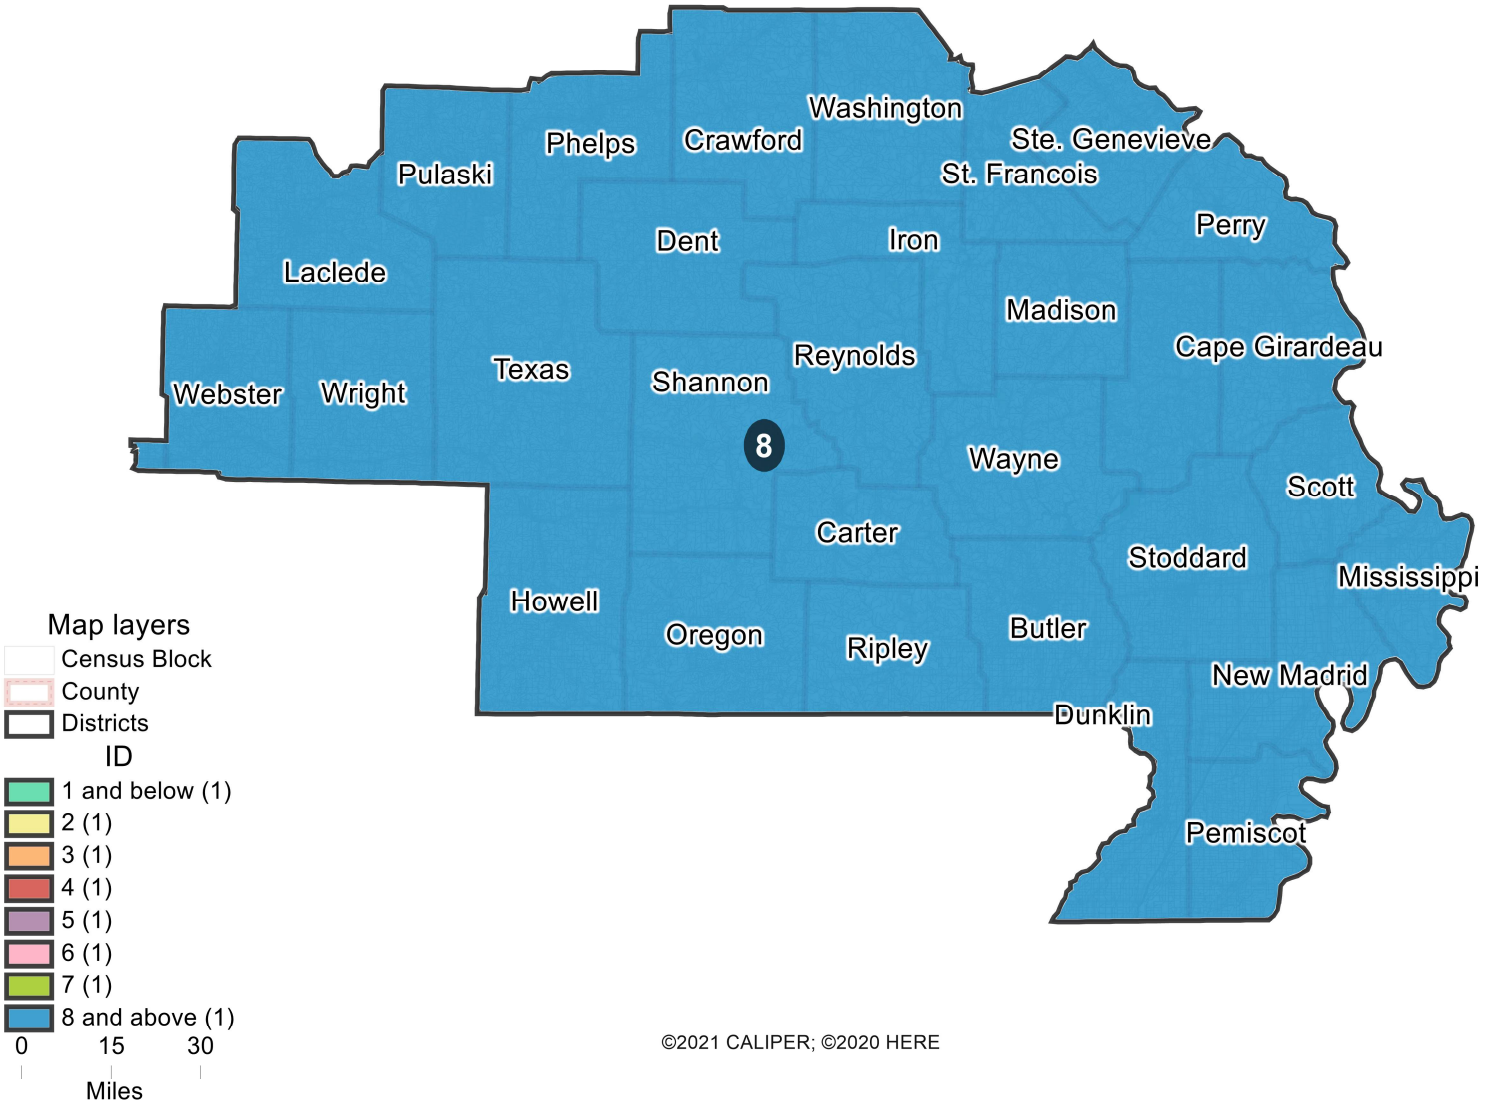 Washington
Ste. Genevieve
Phelps
Crawford
Pulaski
St. Francois
Perry
Dent
Iron
Laclede
Madison
Cape Girardeau
Reynolds
Texas
Shannon
Webster
Wright
8
Wayne
Scott
Carter
Stoddard
Mississippi
Howell
Oregon
Butler
Ripley
New Madrid
Dunklin
Pemiscot
Map layers
Census Block
County
Districts
ID
1 and below (1)
2 (1)
3 (1)
4 (1)
5 (1)
6 (1)
7 (1)
8 and above (1)
0 15 30
Miles
©2021 CALIPER; ©2020 HERE